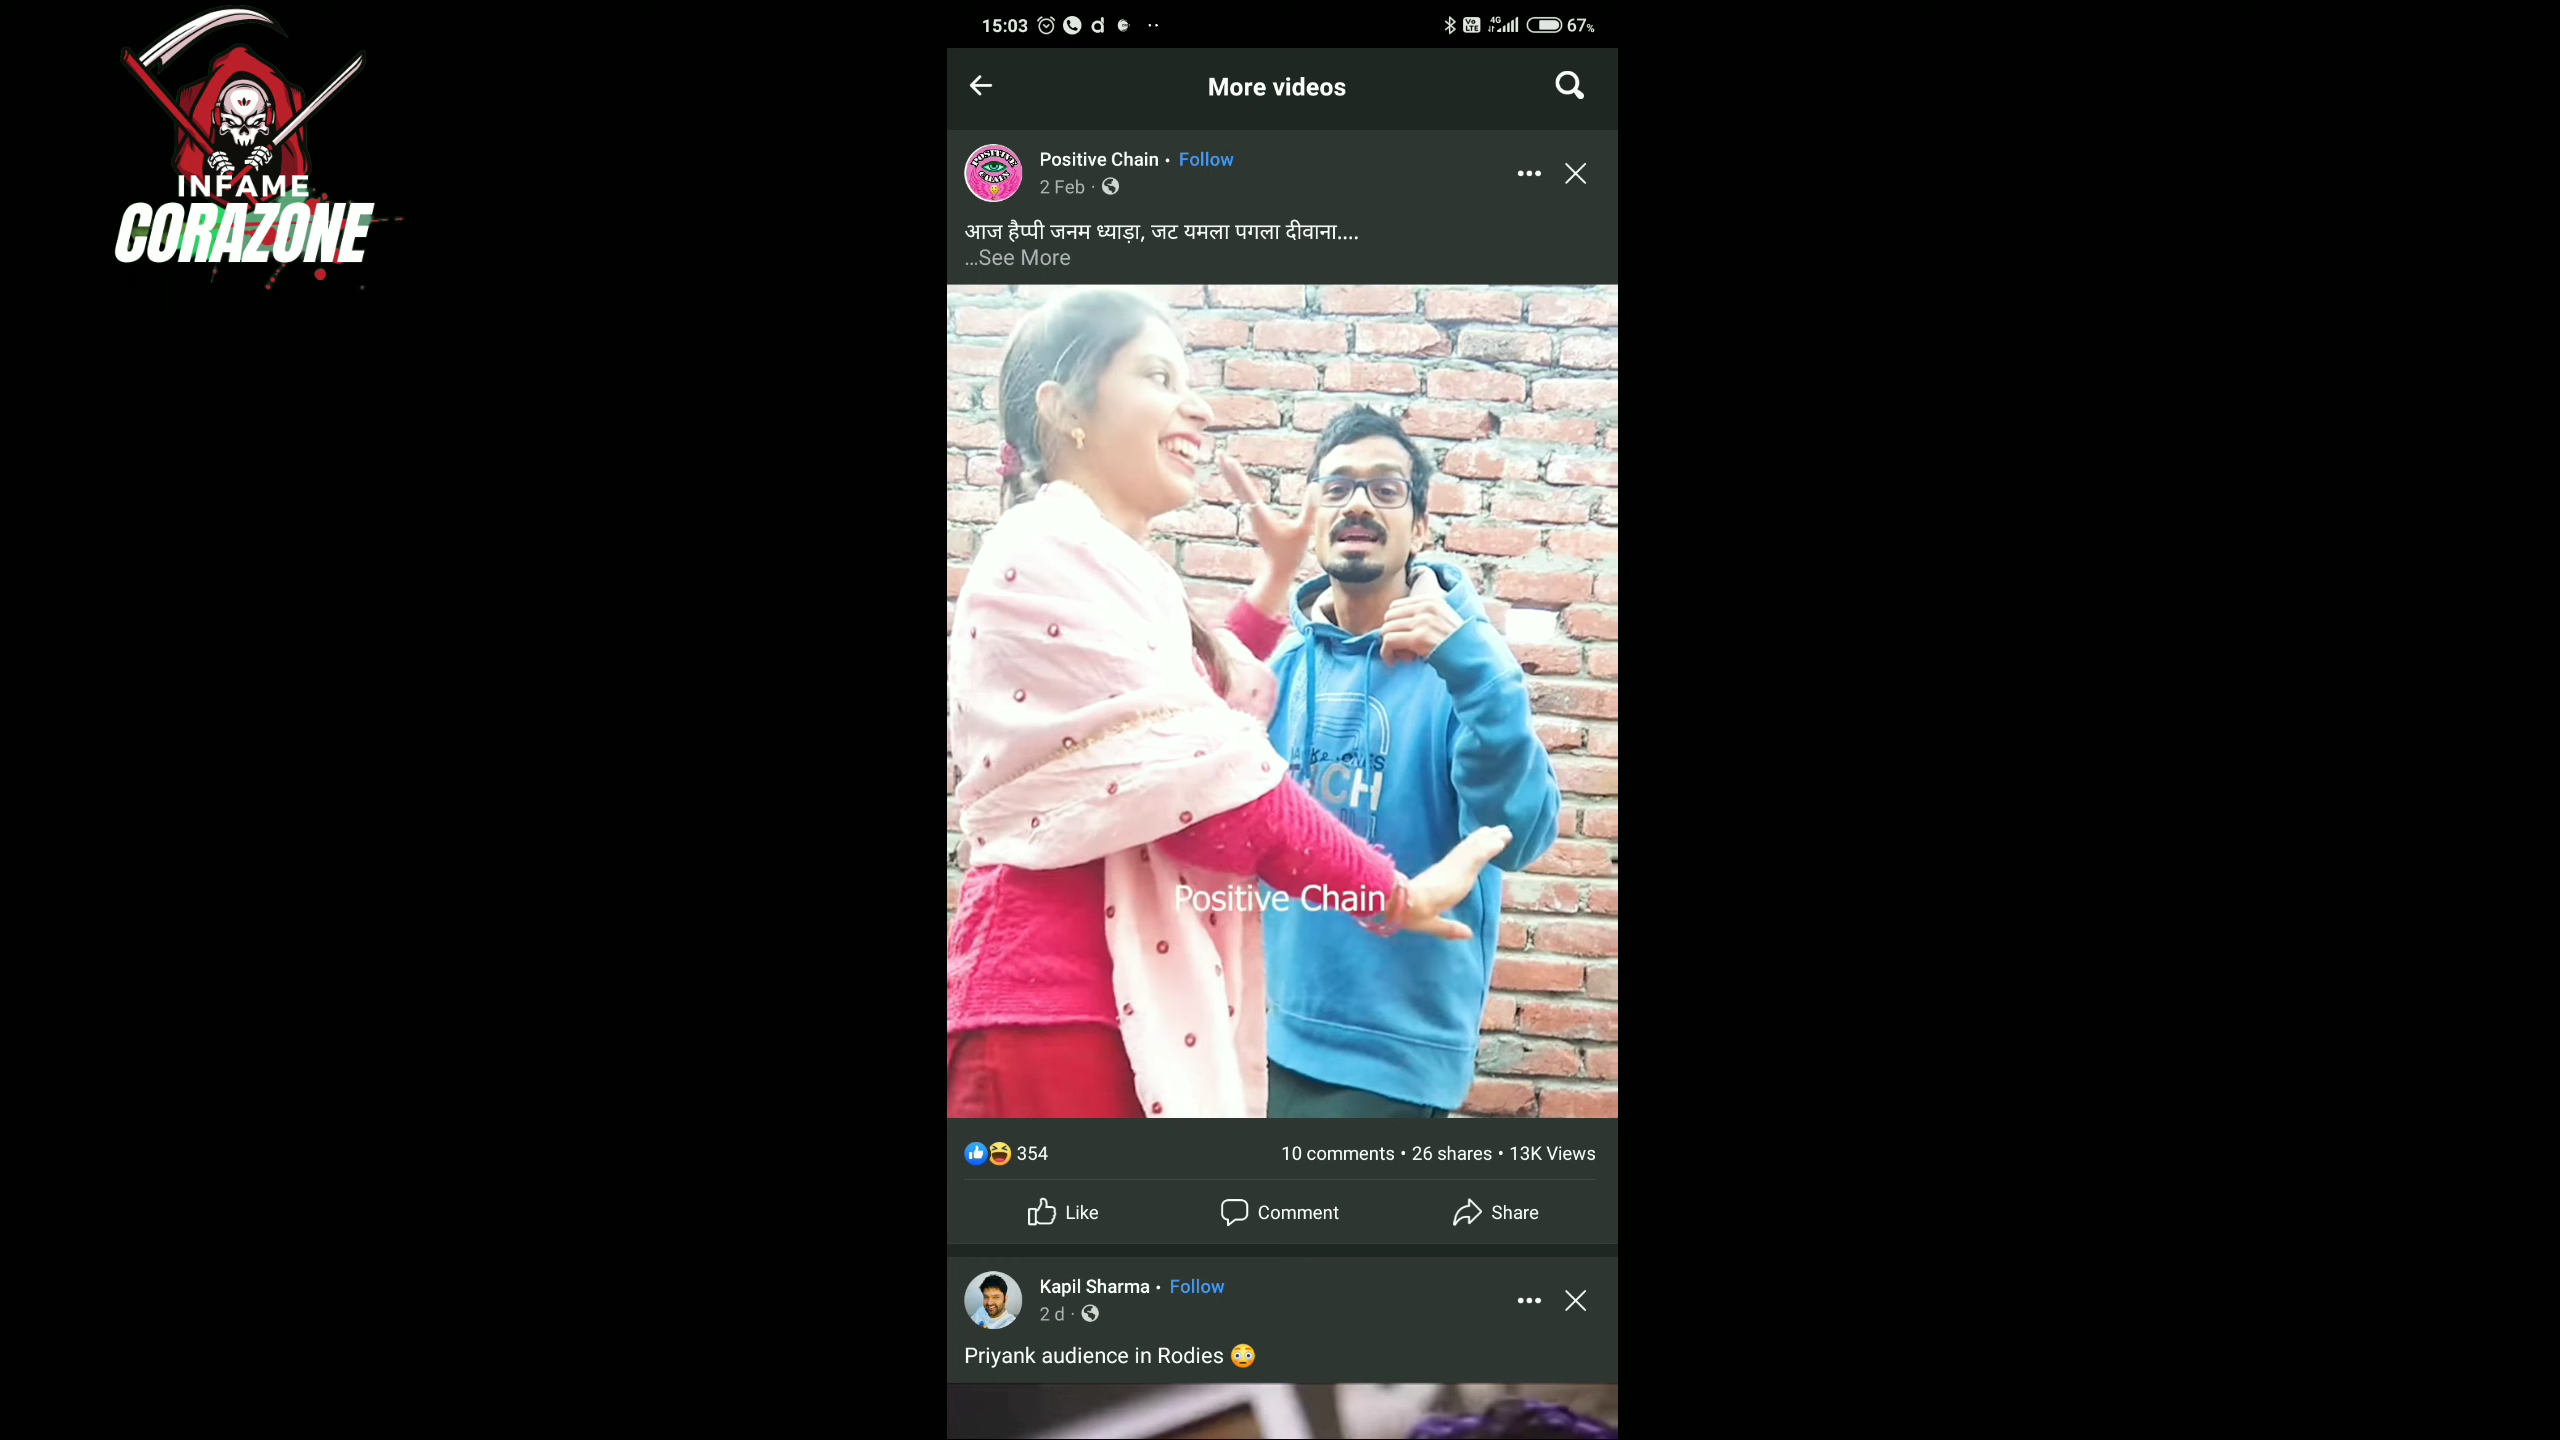 INFAME
CORAZONE
15:03
67%
More videos
Positive Chain • Follow
2 Feb ·
आज हैप्पी जनम ध्याड़ा, जट यमला पगला दीवाना....
...See More
POSITIVE
CHAIN
Positive Chain
354
10 comments • 26 shares • 13K Views
Like
Comment
Share
Kapil Sharma • Follow
2 d ·
Priyank audience in Rodies 😳